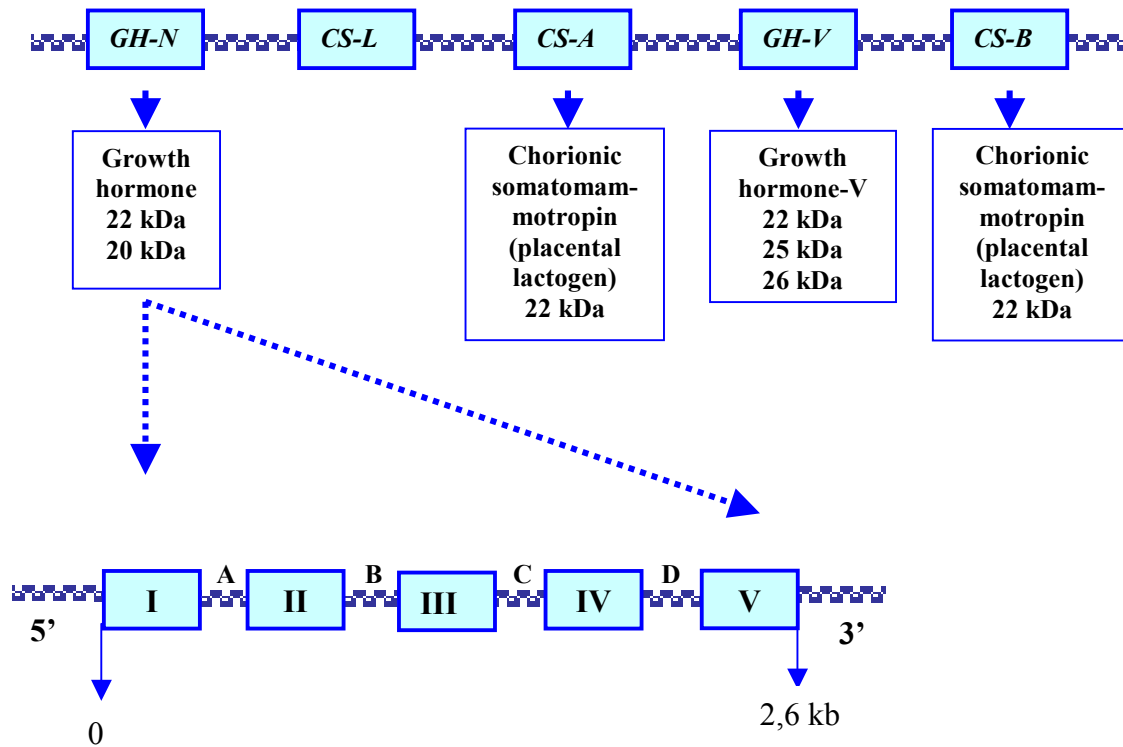 GH-N
CS-L
CS-A
GH-V
CS-B
Growth
hormone
22 kDa
20 kDa
Chorionic
somatomam-
motropin
(placental
lactogen)
22 kDa
Growth
hormone-V
22 kDa
25 kDa
26 kDa
Chorionic
somatomam-
motropin
(placental
lactogen)
22 kDa
A
B
C
D
I
II
III
IV
V
5’
3’
0
2,6 kb